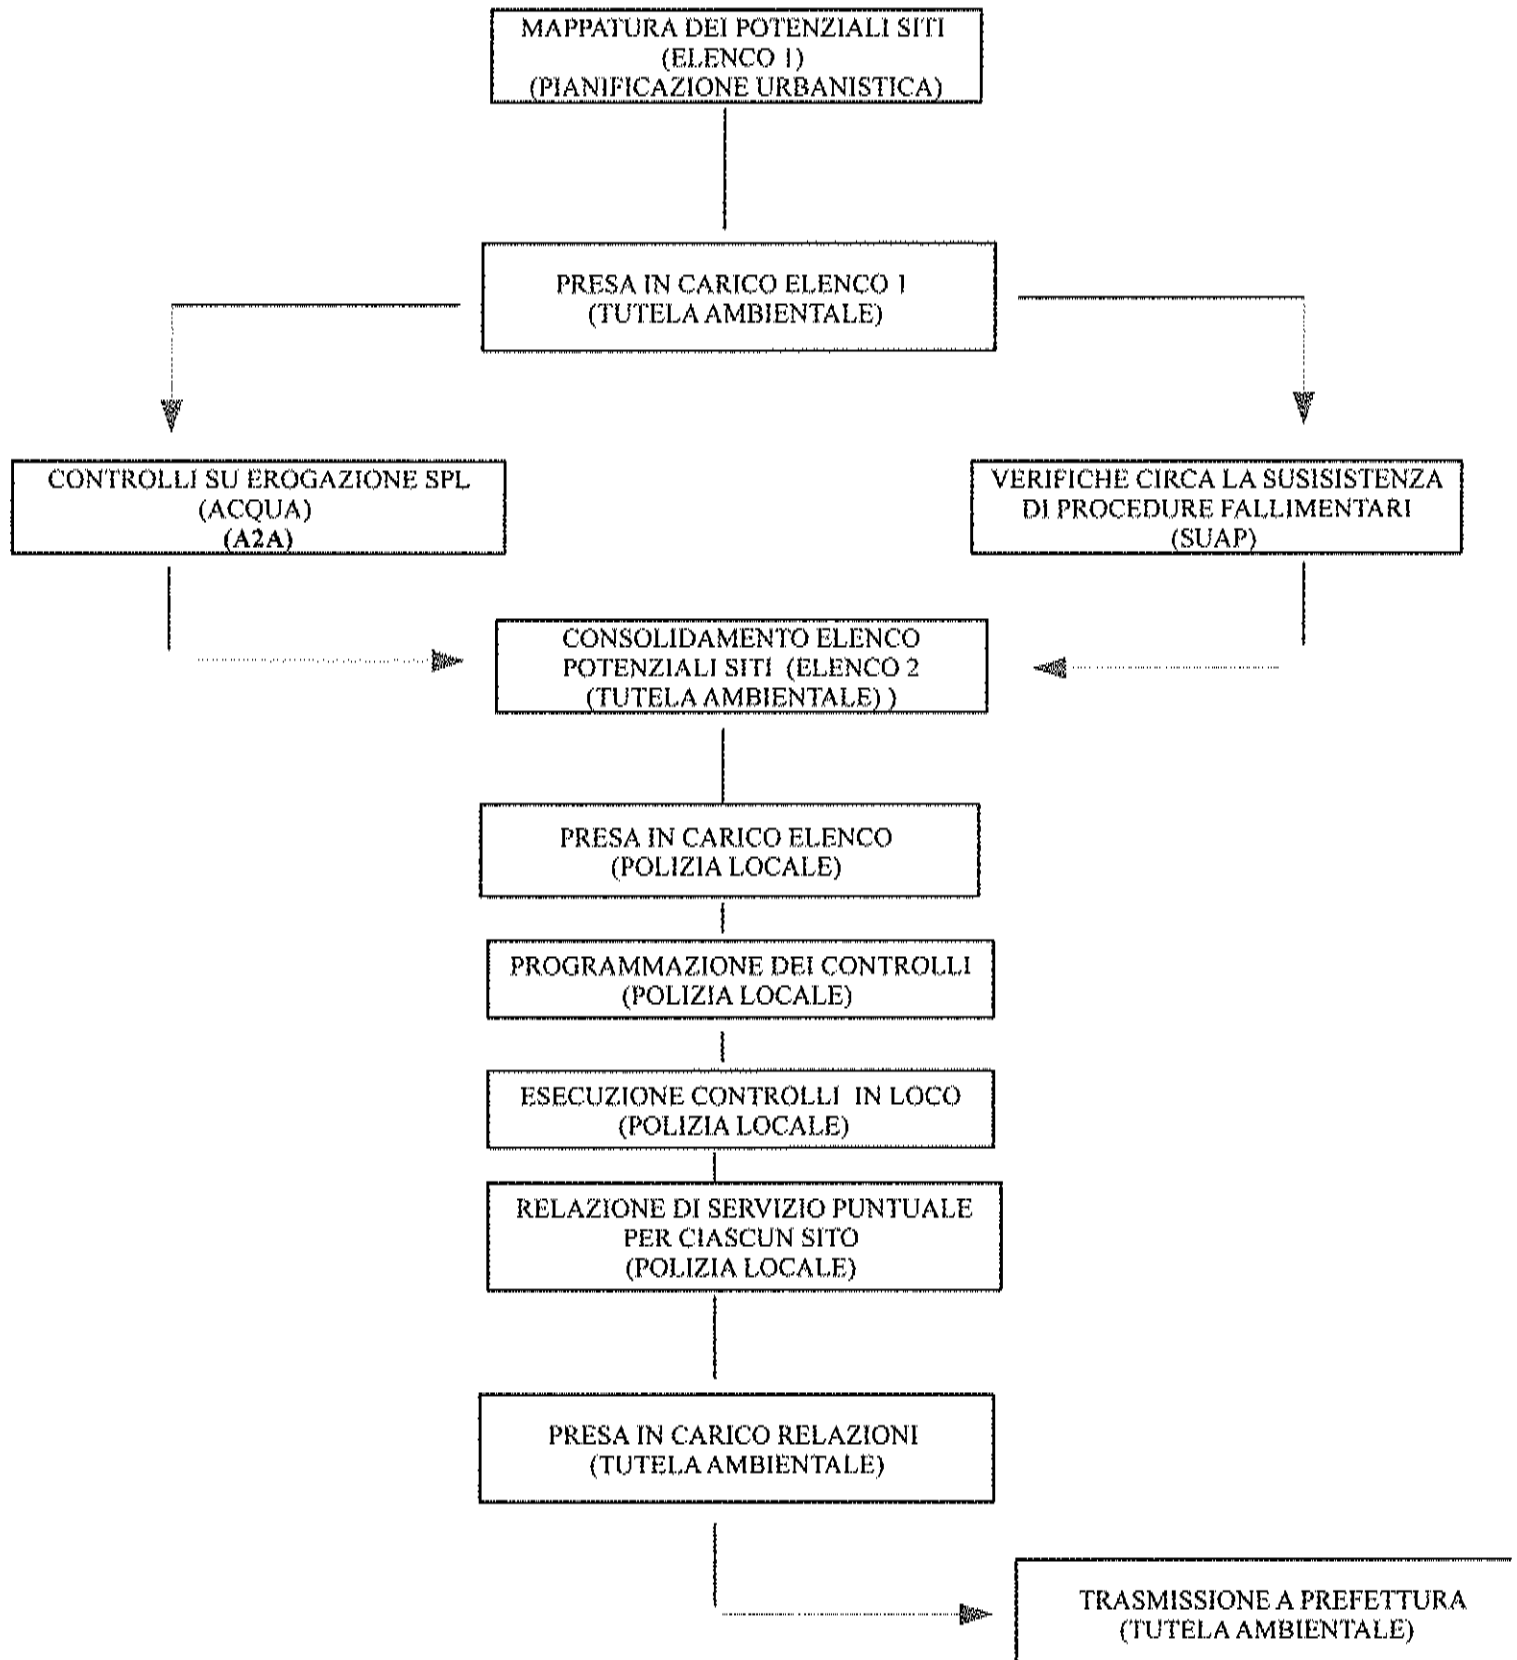 MAPPATURA DEI POTENZIALI SITI
(ELENCO 1)
(PIANIFICAZIONE URBANISTICA)
PRESA IN CARICO ELENCO 1
(TUTELA AMBIENTALE)
CONTROLLI SU EROGAZIONE SPL
(ACQUA)
(A2A)
VERIFICHE CIRCA LA SUSISISTENZA
DI PROCEDURE FALLIMENTARI
(SUAP)
CONSOLIDAMENTO ELENCO
POTENZIALI SITI (ELENCO 2
(TUTELA AMBIENTALE) )
PRESA IN CARICO ELENCO
(POLIZIA LOCALE)
PROGRAMMAZIONE DEI CONTROLLI
(POLIZIA LOCALE)
ESECUZIONE CONTROLLI IN LOCO
(POLIZIA LOCALE)
RELAZIONE DI SERVIZIO PUNTUALE
PER CIASCUN SITO
(POLIZIA LOCALE)
PRESA IN CARICO RELAZIONI
(TUTELA AMBIENTALE)
TRASMISSIONE A PREFETTURA
(TUTELA AMBIENTALE)